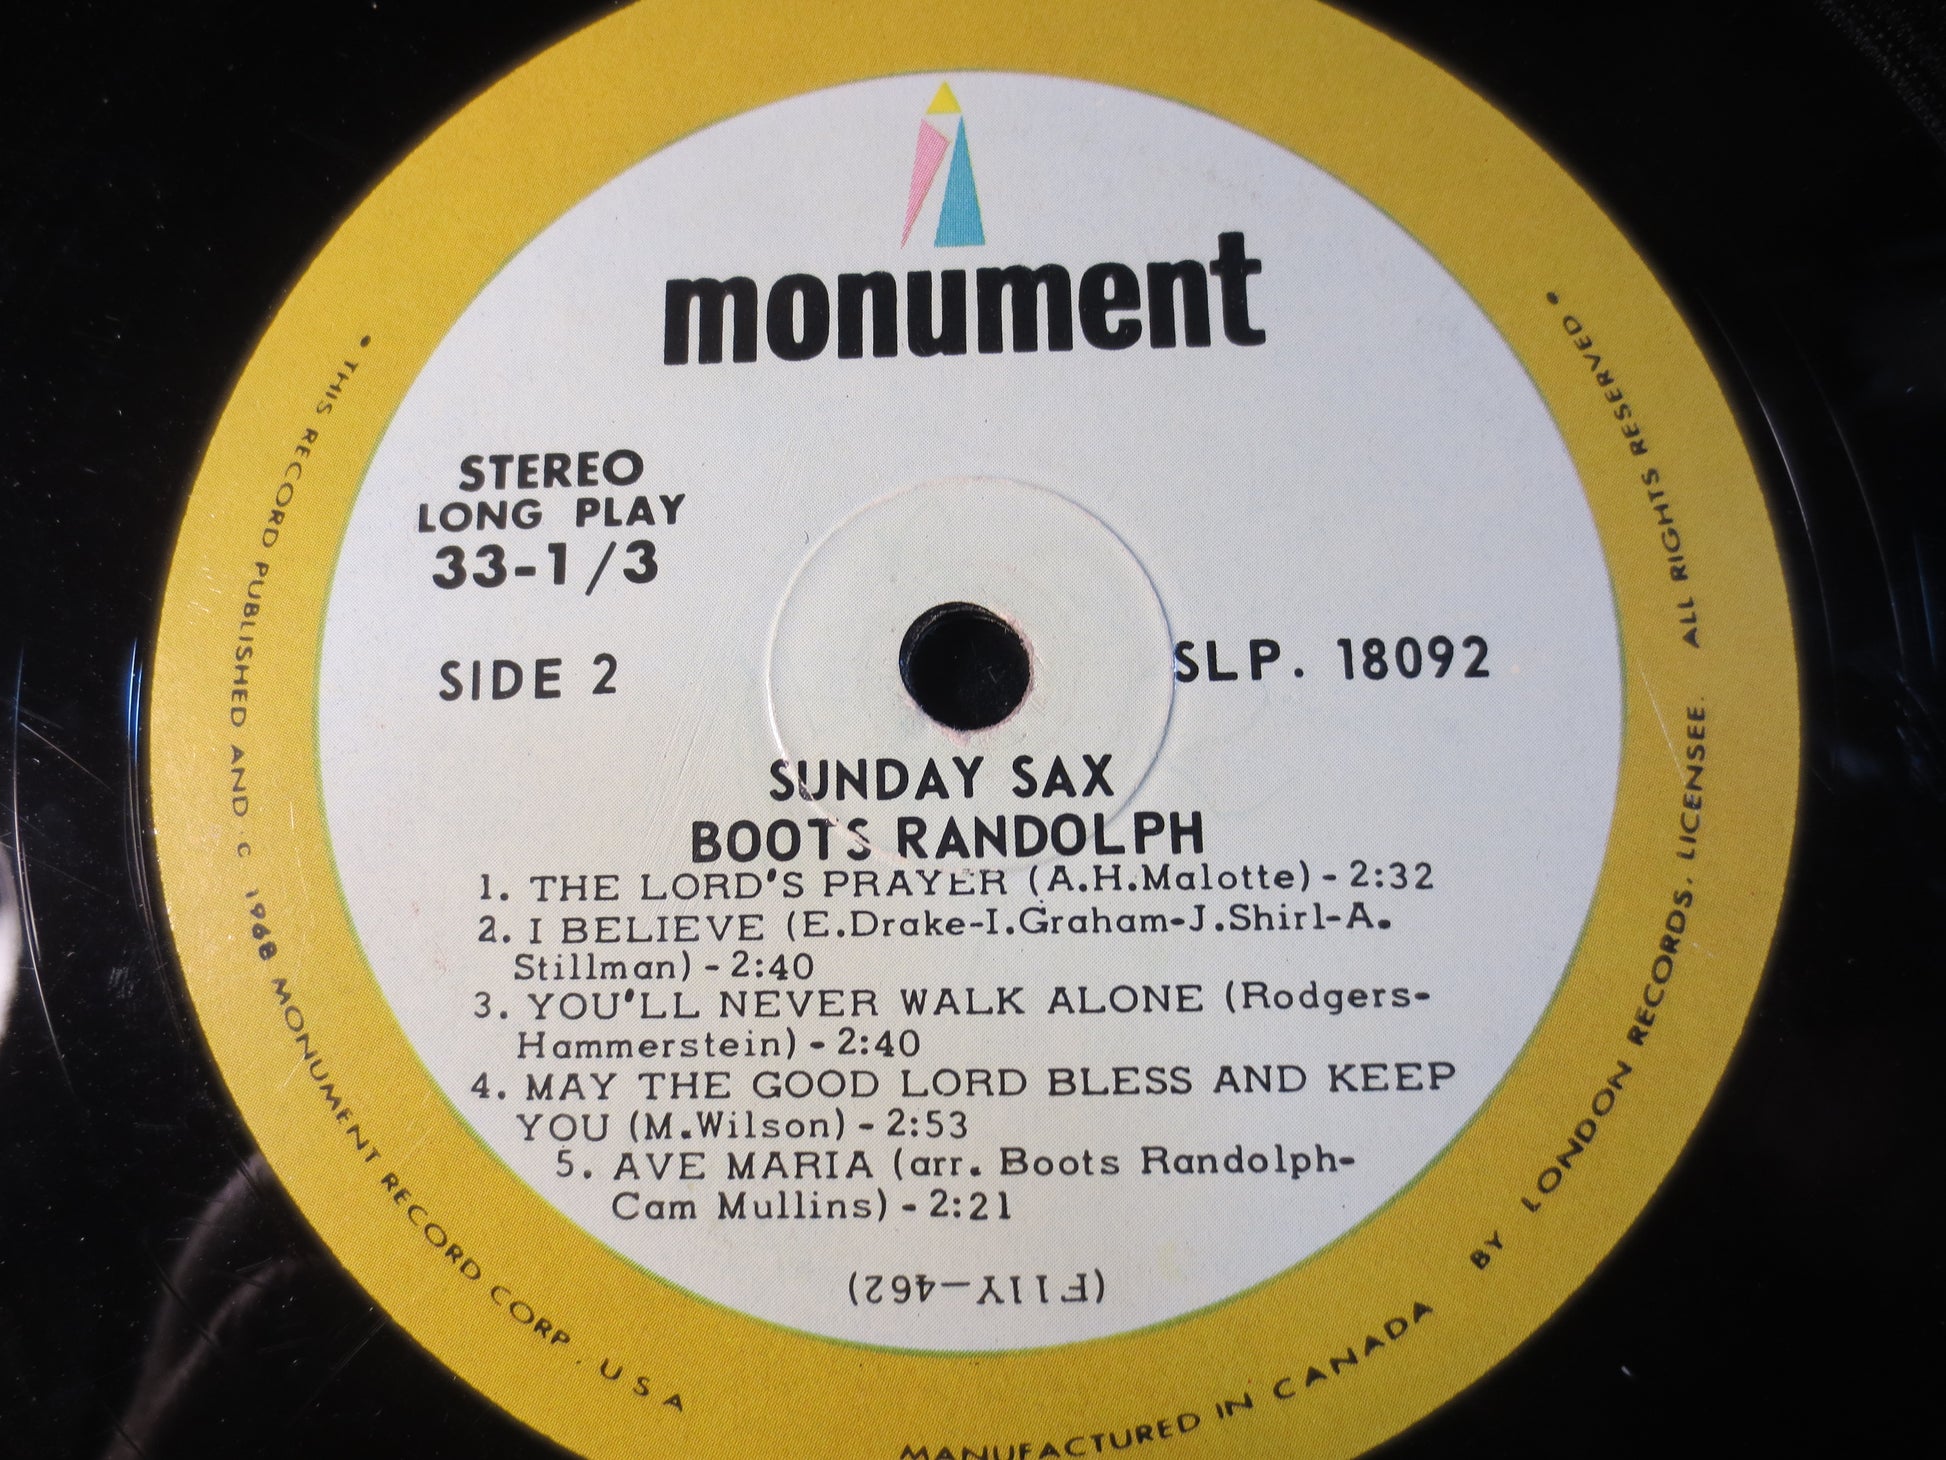 monument
STEREO
LONG PLAY
33-1/3
SIDE 2
SLP. 18092
SUNDAY SAX
BOOTS RANDOLPH
1. THE LORD'S PRAYER (A.H.Malotte) - 2:32
2. I BELIEVE (E.Drake-I.Graham-J.Shirl-A.
Stillman) - 2:40
3. YOU'LL NEVER WALK ALONE (Rodgers-
Hammerstein) - 2:40
4. MAY THE GOOD LORD BLESS AND KEEP
YOU (M.Wilson) - 2:53
5. AVE MARIA (arr. Boots Randolph-
Cam Mullins) - 2:21
(F11Y-462)
• THIS RECORD PUBLISHED AND · C 1968 MONUMENT RECORD CORP. USA
MANUFACTURED IN CANADA BY LONDON RECORDS, LICENSEE. ALL RIGHTS RESERVED •